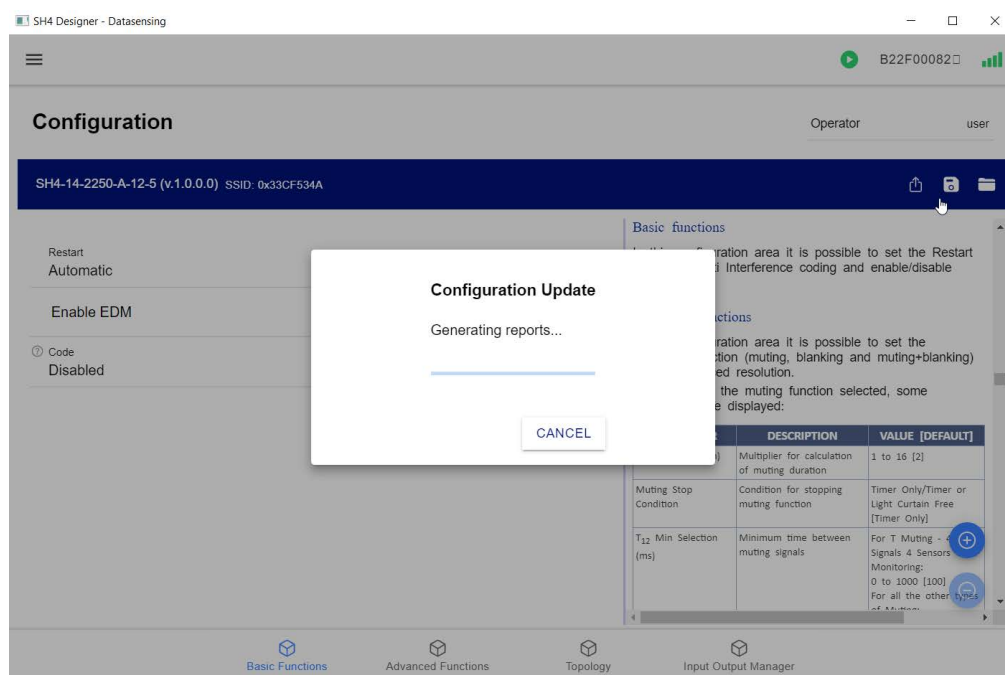 SH4 Designer - Datasensing
B22F00082
Configuration
Operator user
SH4-14-2250-A-12-5 (v.1.0.0.0) SSID: 0x33CF534A
Restart
Automatic
Enable EDM
Code
Disabled
Configuration Update
Generating reports...
CANCEL
Basic functions
possible to set the Restart
Interference coding and enable/disable
area it is possible to set the
(muting, blanking and muting+blanking)
resolution.
the muting function selected, some
displayed:
DESCRIPTION VALUE [DEFAULT]
Multiplier for calculation
of muting duration
1 to 16 [2]
Muting Stop
Condition
Condition for stopping
muting function
Timer Only/Timer or
Light Curtain Free
[Timer Only]
T12 Min Selection
(ms)
Minimum time between
muting signals
For T Muting - 4
Signals 4 Sensors
Monitoring:
0 to 1000 [100]
For all the other types
of Muting:
Basic Functions
Advanced Functions
Topology
Input Output Manager